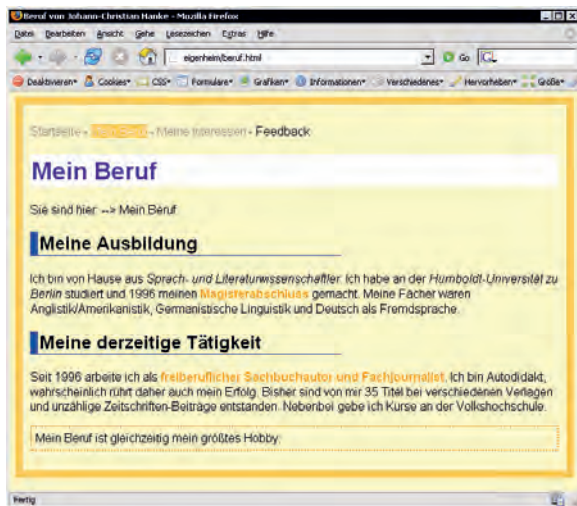 Beruf von Johann-Christian Hanke - Mozilla Firefox
Datei Bearbeiten Ansicht Gehe Lesezeichen Extras Hilfe
eigenheim/beruf.html Go
Deaktivieren Cookies CSS Formulare Grafiken Informationen Verschiedenes Hervorheben Größe
Startseite - Mein Beruf - Meine Interessen - Feedback
Mein Beruf
Sie sind hier --> Mein Beruf
Meine Ausbildung
Ich bin von Hause aus Sprach- und Literaturwissenschaftler. Ich habe an der Humboldt-Universität zu
Berlin studiert und 1996 meinen Magisterabschluss gemacht. Meine Fächer waren
Anglistik/Amerikanistik, Germanistische Linguistik und Deutsch als Fremdsprache.
Meine derzeitige Tätigkeit
Seit 1996 arbeite ich als freiberuflicher Sachbuchautor und Fachjournalist. Ich bin Autodidakt,
wahrscheinlich rührt daher auch mein Erfolg. Bisher sind von mir 35 Titel bei verschiedenen Verlagen
und unzählige Zeitschriften-Beiträge entstanden. Nebenbei gebe ich Kurse an der Volkshochschule.
Mein Beruf ist gleichzeitig mein größtes Hobby.
Fertig